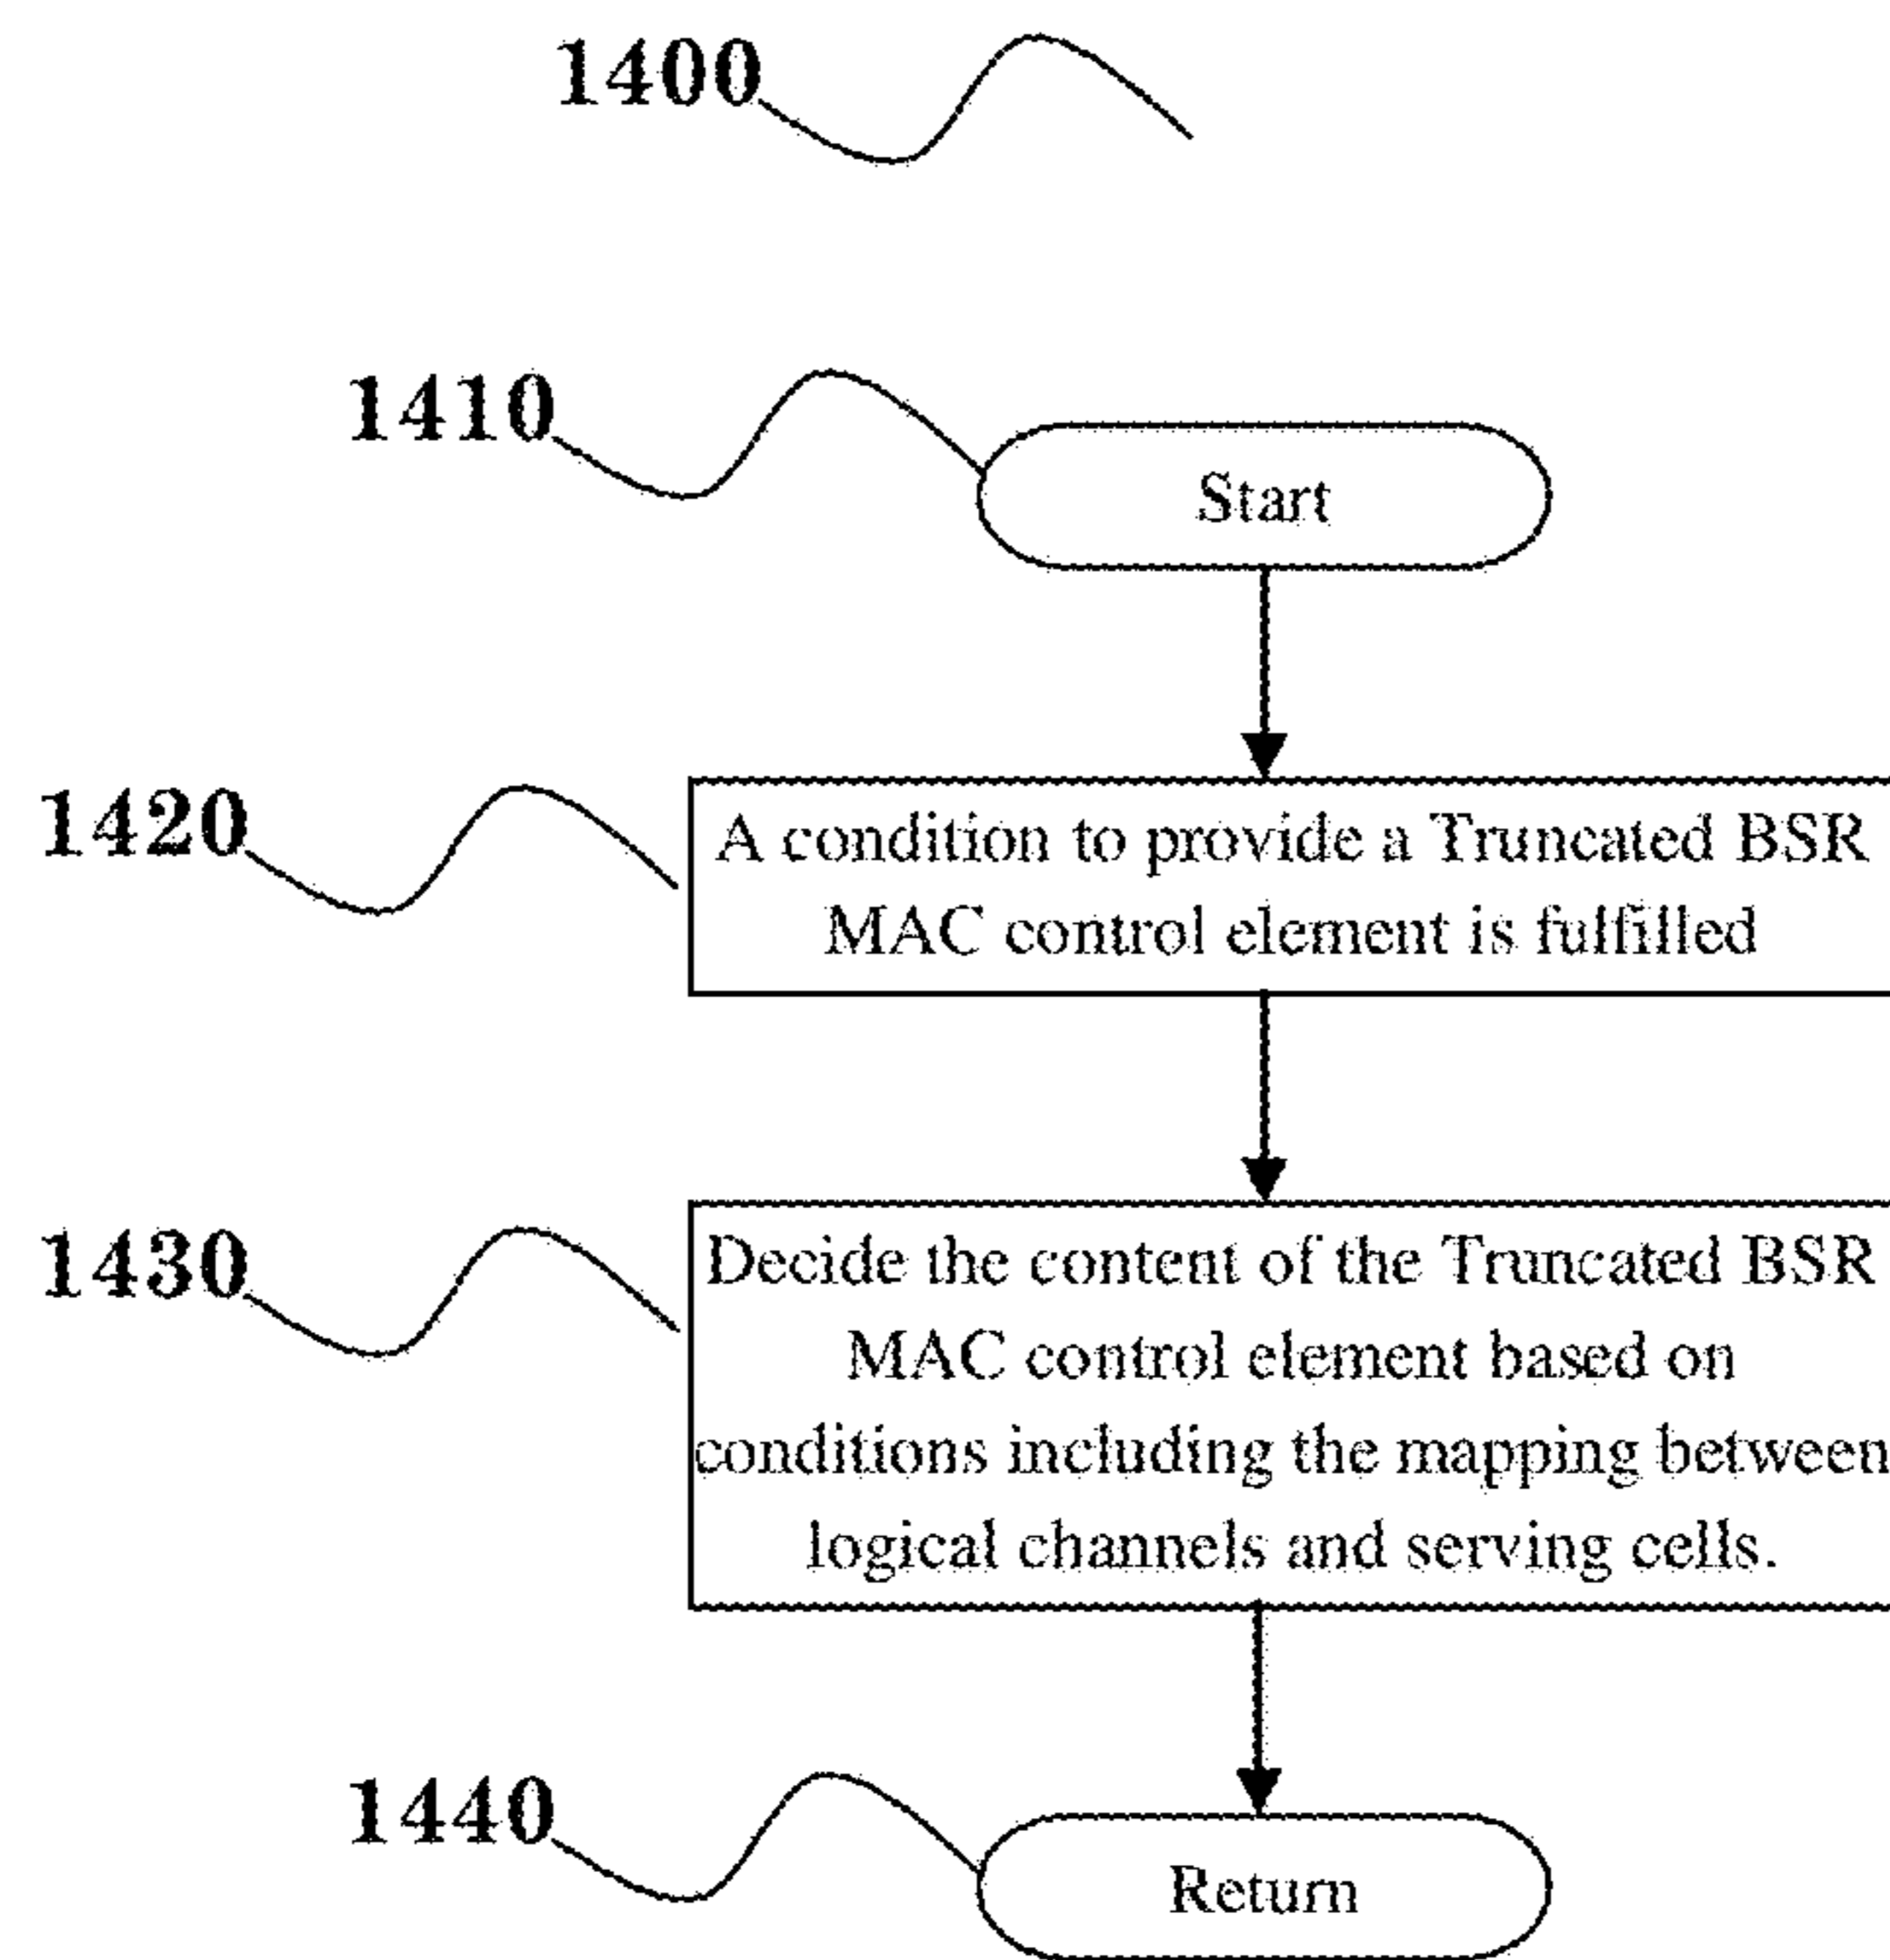 1400
1410
Start
1420
A condition to provide a Truncated BSR
MAC control element is fulfilled
1430
Decide the content of the Truncated BSR
MAC control element based on
conditions including the mapping between
logical channels and serving cells.
1440
Return